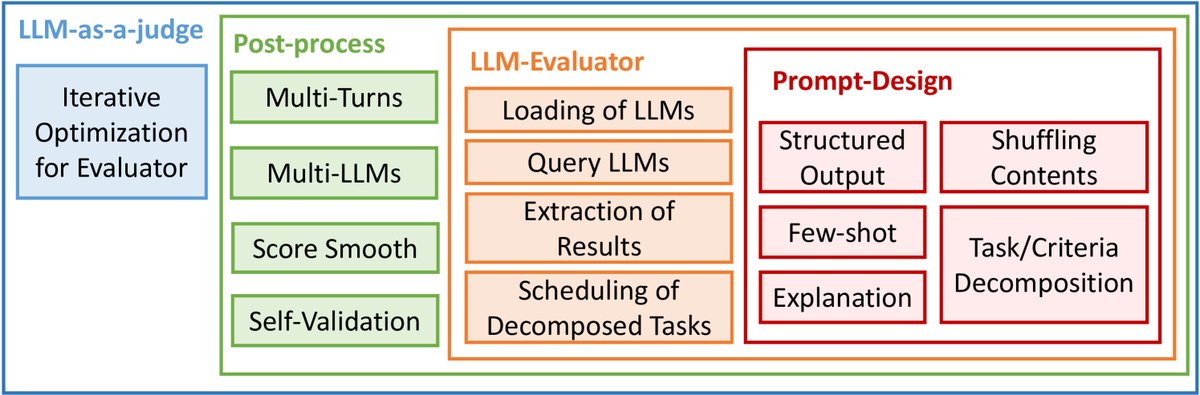 LLM-as-a-judge
Iterative
Optimization
for Evaluator
Post-process
Multi-Turns
Multi-LLMs
Score Smooth
Self-Validation
LLM-Evaluator
Loading of LLMs
Query LLMs
Extraction of
Results
Scheduling of
Decomposed Tasks
Prompt-Design
Structured
Output
Few-shot
Explanation
Shuffling
Contents
Task/Criteria
Decomposition